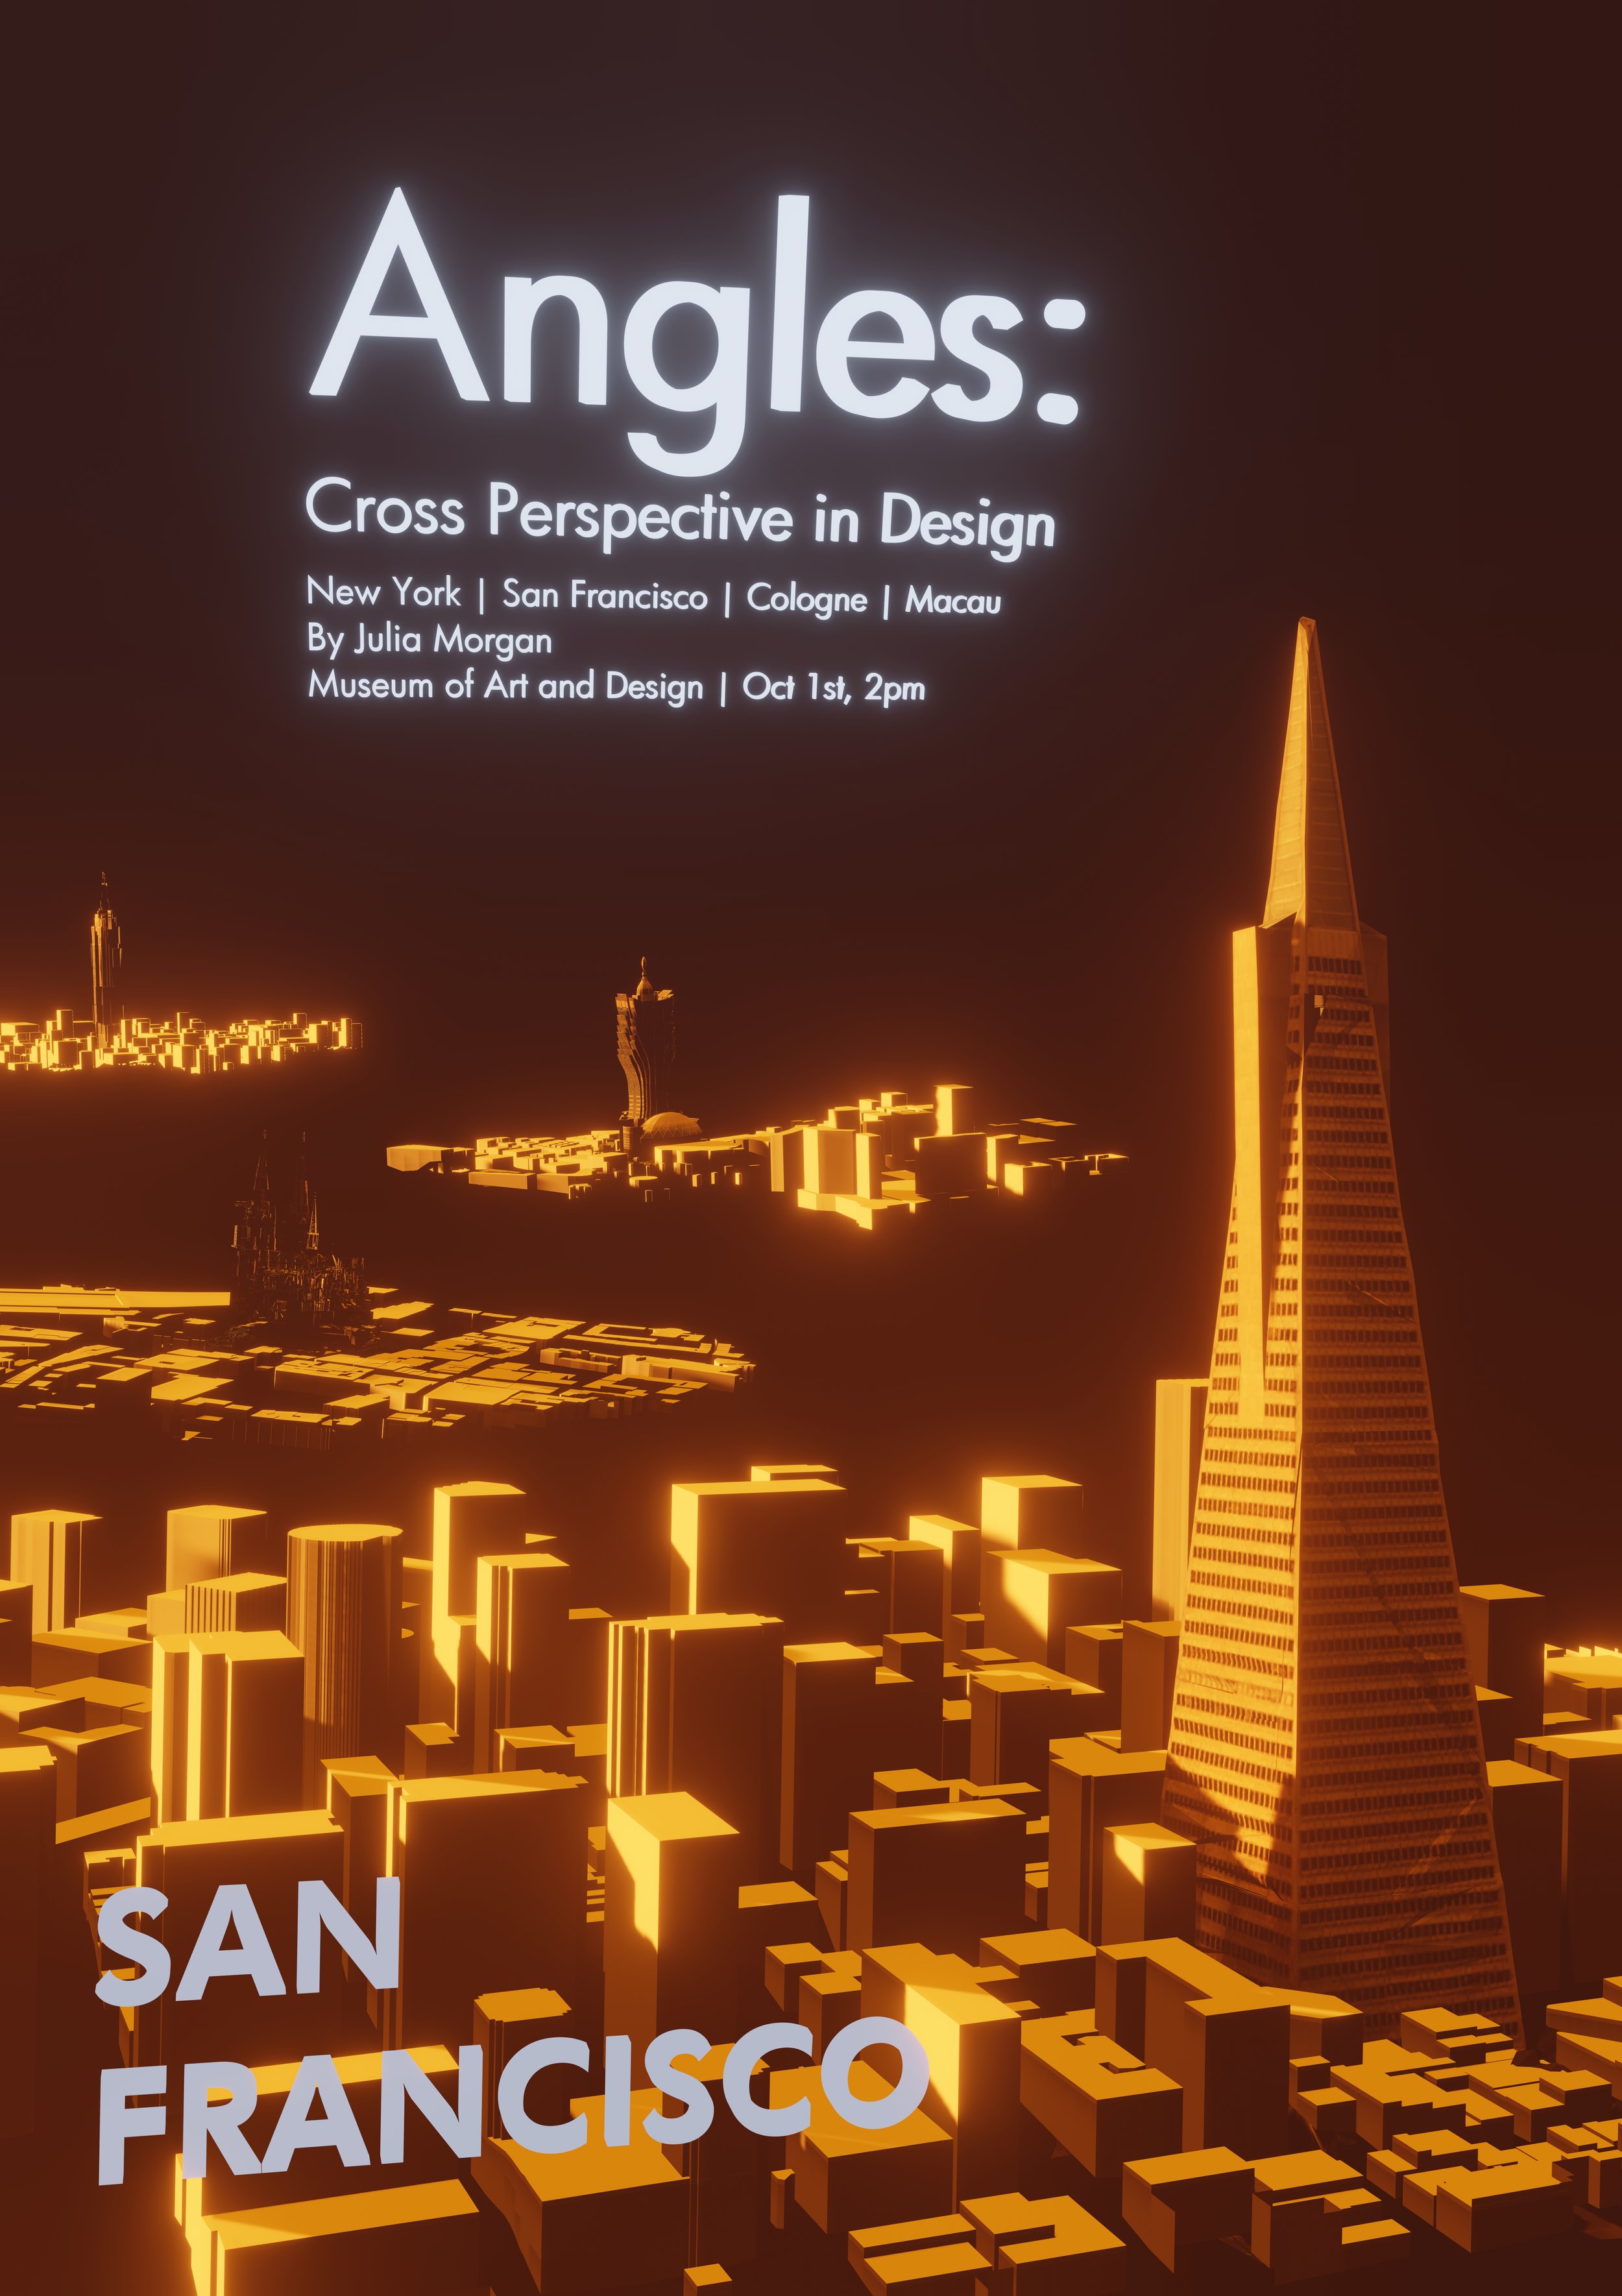 Angles:
Cross Perspective in Design
New York | San Francisco | Cologne | Macau
By Julia Morgan
Museum of Art and Design | Oct 1st, 2pm
SAN
FRANCISCO